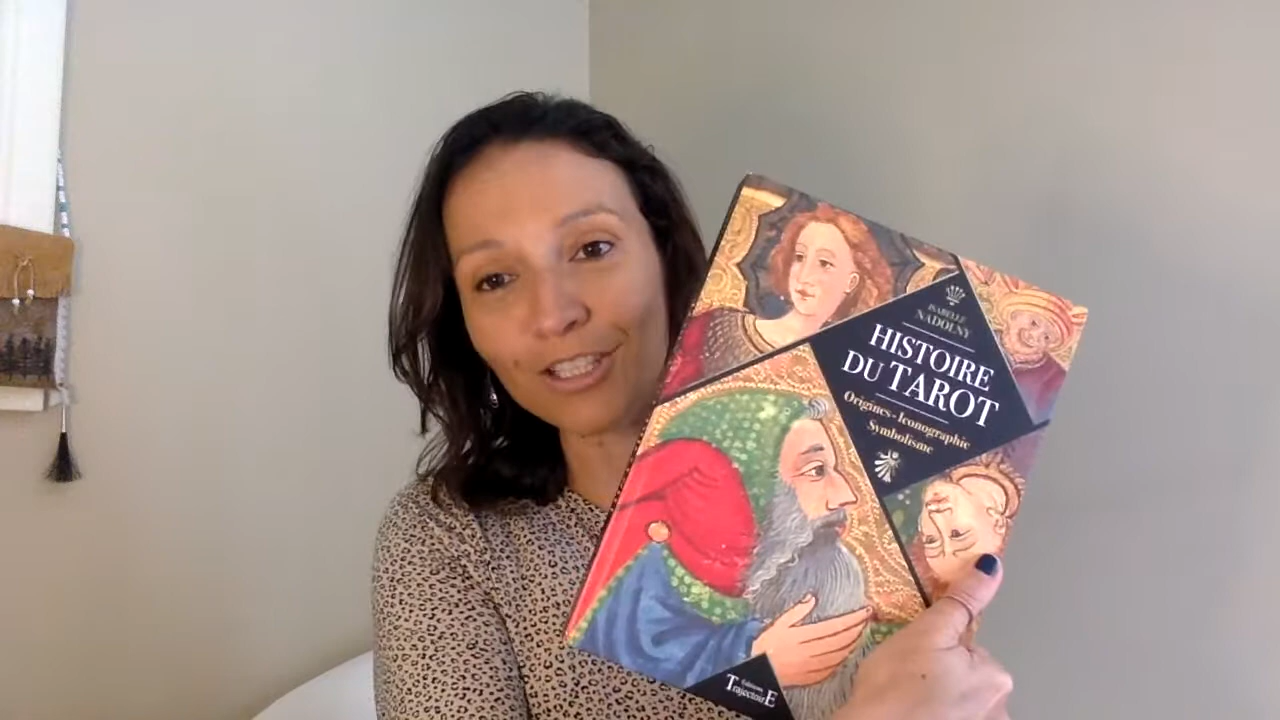 ISABELLE
NADOLNY
HISTOIRE
DU TAROT
Origines - Iconographie
Symbolisme
Éditions
TrajectoirE